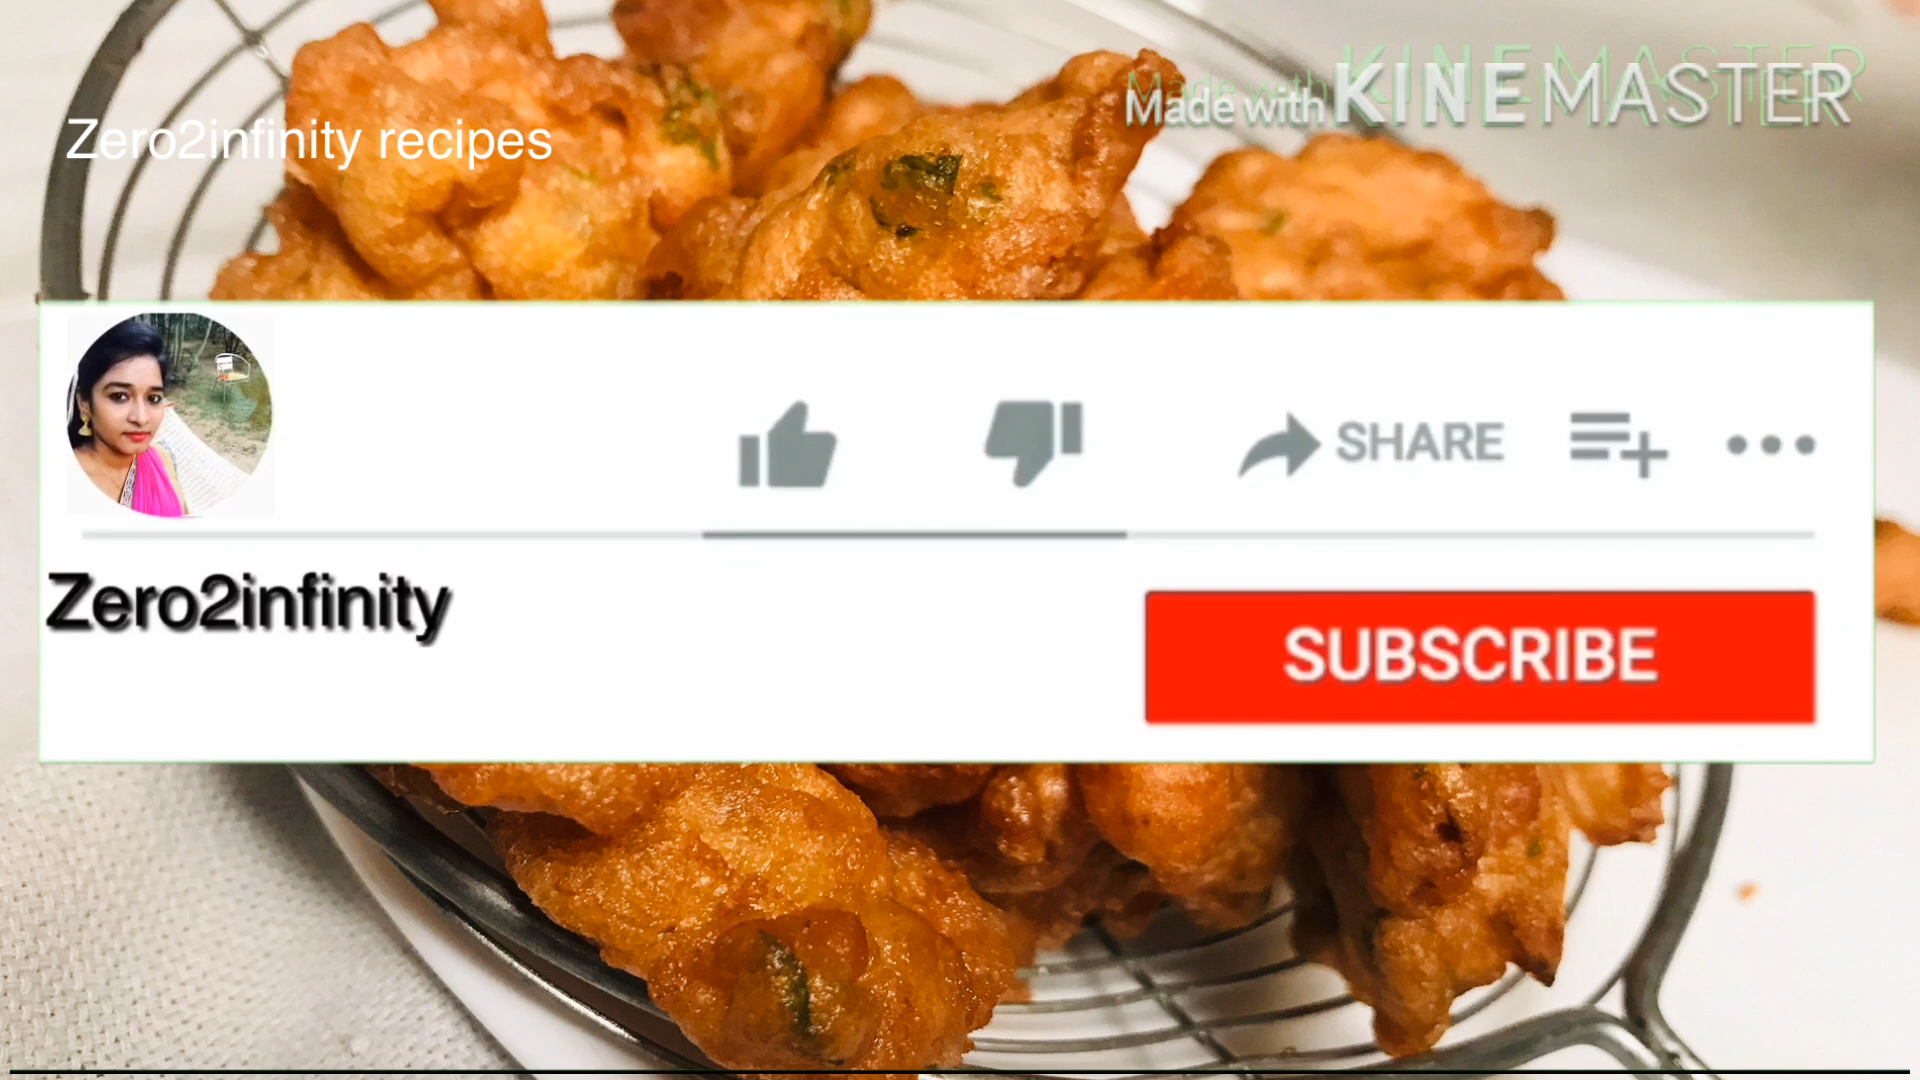 Made with KINEMASTER
Zero2infinity recipes
SHARE
Zero2infinity
SUBSCRIBE